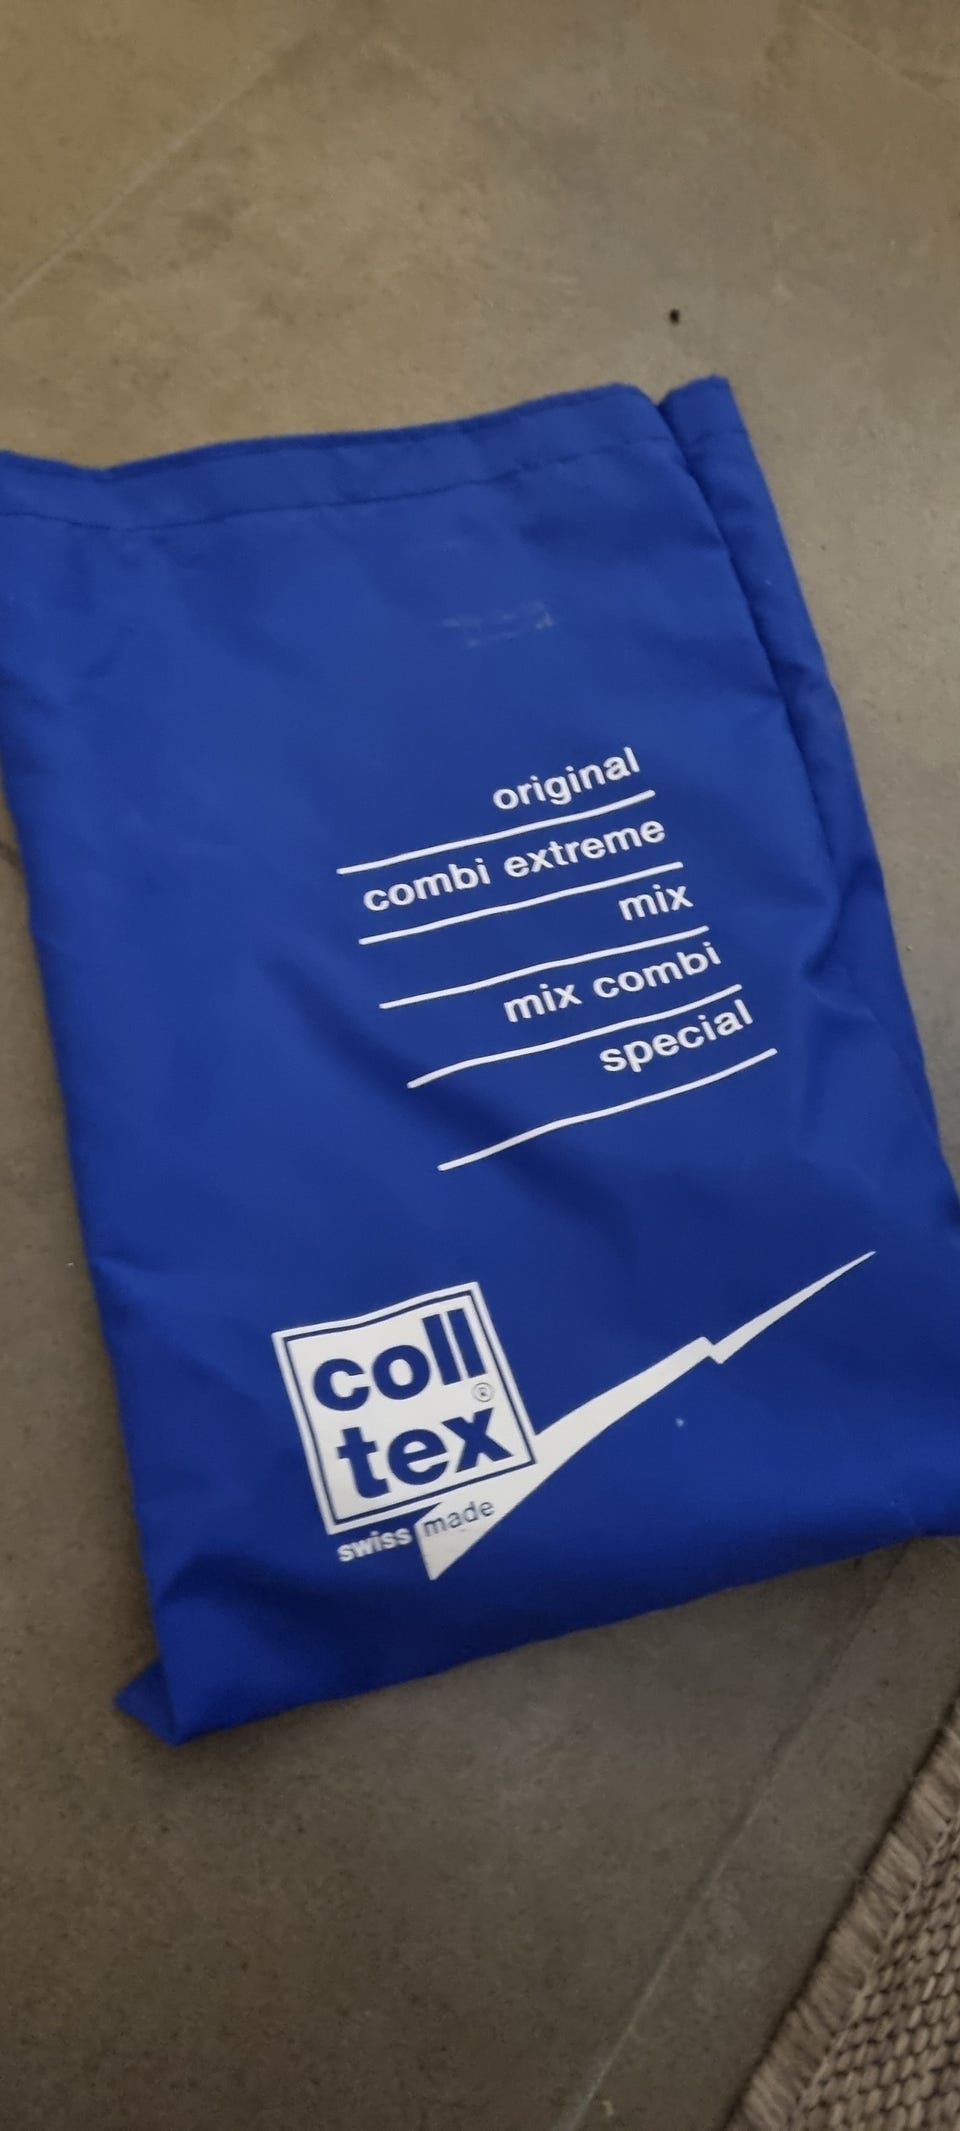 original
combi extreme
mix
mix combi
special
coll
tex®
swiss made